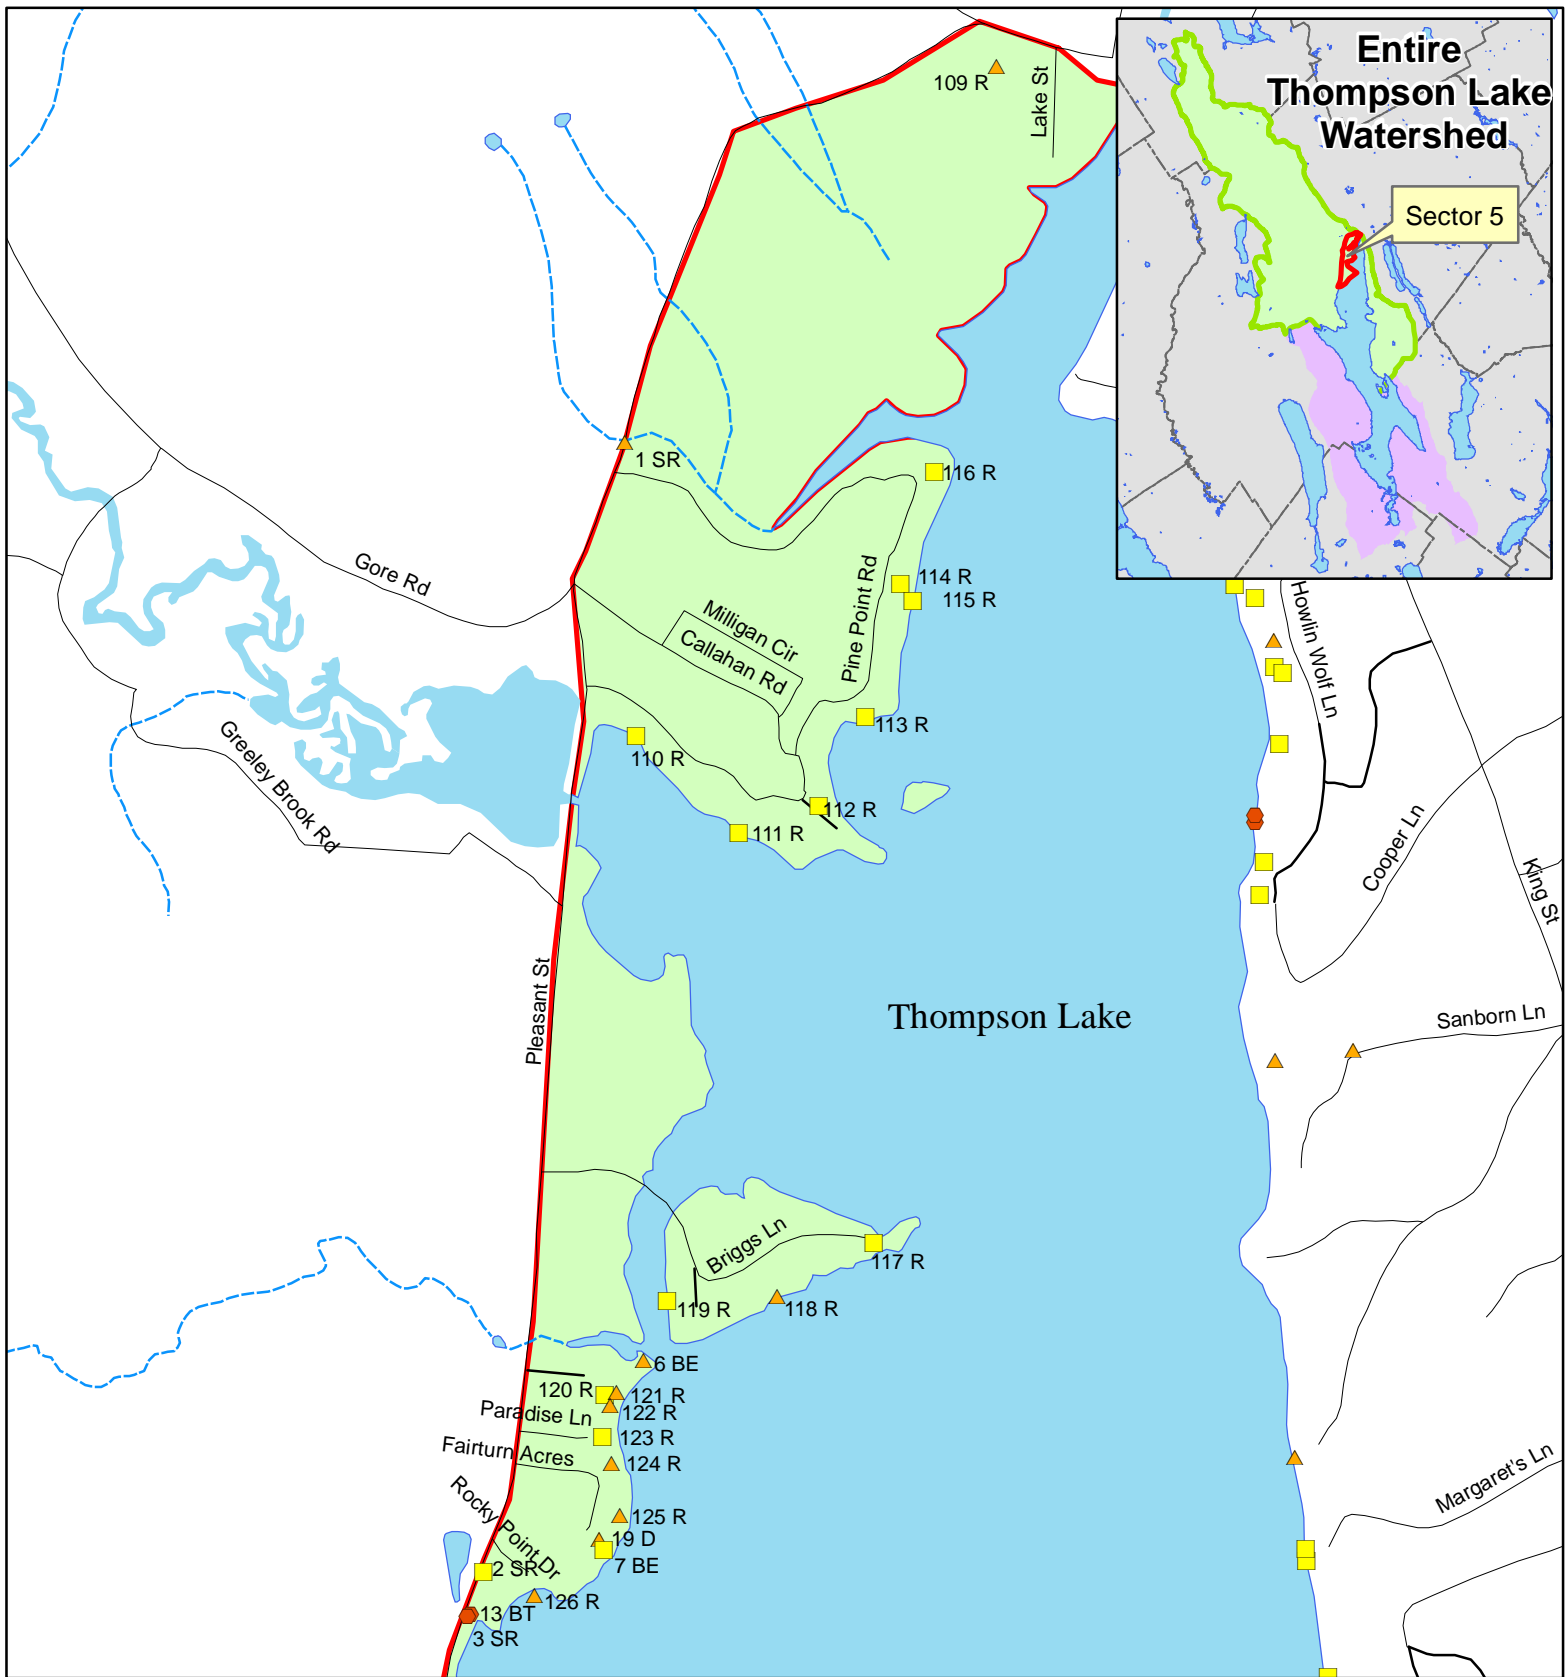 Entire
Thompson Lake
Watershed
Sector 5
109 R
Lake St
1 SR
116 R
Gore Rd
114 R
115 R
Pine Point Rd
Milligan Cir
Callahan Rd
Howlin Wolf Ln
113 R
110 R
Greeley Brook Rd
112 R
111 R
Cooper Ln
King St
Pleasant St
Thompson Lake
Sanborn Ln
Briggs Ln
117 R
119 R
118 R
6 BE
120 R
121 R
Paradise Ln
122 R
123 R
Fairturn Acres
124 R
Margaret's Ln
Rocky Point Dr
125 R
19 D
7 BE
2 SR
126 R
13 BT
3 SR